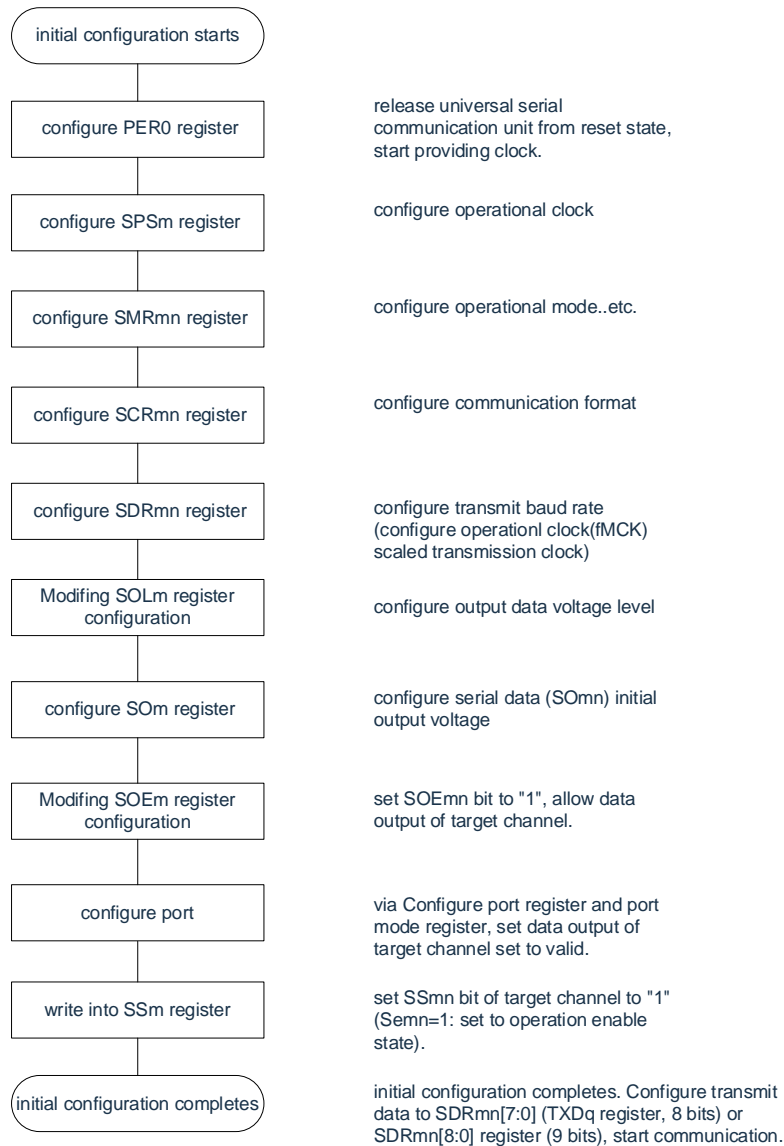 initial configuration starts
configure PER0 register
release universal serial
communication unit from reset state,
start providing clock.
configure SPSm register
configure operational clock
configure SMRmn register
configure operational mode..etc.
configure SCRmn register
configure communication format
configure SDRmn register
configure transmit baud rate
(configure operationl clock(fMCK)
scaled transmission clock)
Modifing SOLm register
configuration
configure output data voltage level
configure SOm register
configure serial data (SOmn) initial
output voltage
Modifing SOEm register
configuration
set SOEmn bit to "1", allow data
output of target channel.
configure port
via Configure port register and port
mode register, set data output of
target channel set to valid.
write into SSm register
set SSmn bit of target channel to "1"
(Semn=1: set to operation enable
state).
initial configuration completes
initial configuration completes. Configure transmit
data to SDRmn[7:0] (TXDq register, 8 bits) or
SDRmn[8:0] register (9 bits), start communication.